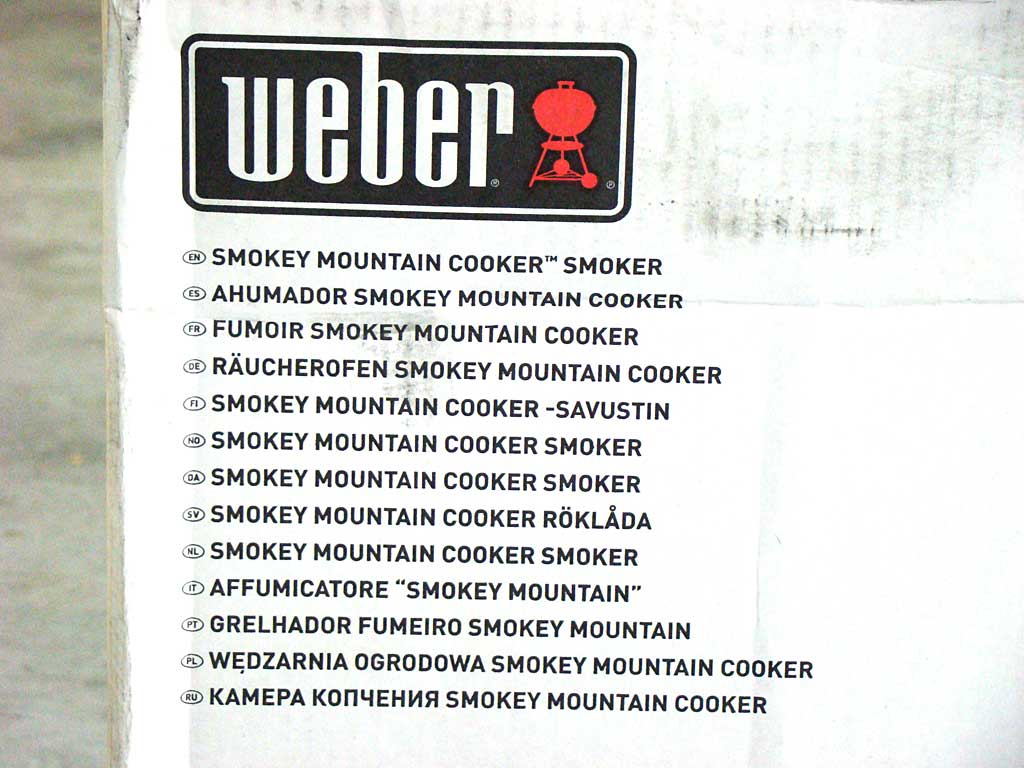 weber®
EN SMOKEY MOUNTAIN COOKER™ SMOKER
ES AHUMADOR SMOKEY MOUNTAIN COOKER
FR FUMOIR SMOKEY MOUNTAIN COOKER
DE RÄUCHEROFEN SMOKEY MOUNTAIN COOKER
FI SMOKEY MOUNTAIN COOKER -SAVUSTIN
NO SMOKEY MOUNTAIN COOKER SMOKER
DA SMOKEY MOUNTAIN COOKER SMOKER
SV SMOKEY MOUNTAIN COOKER RÖKLÅDA
NL SMOKEY MOUNTAIN COOKER SMOKER
IT AFFUMICATORE “SMOKEY MOUNTAIN”
PT GRELHADOR FUMEIRO SMOKEY MOUNTAIN
PL WĘDZARNIA OGRODOWA SMOKEY MOUNTAIN COOKER
RU КАМЕРА КОПЧЕНИЯ SMOKEY MOUNTAIN COOKER